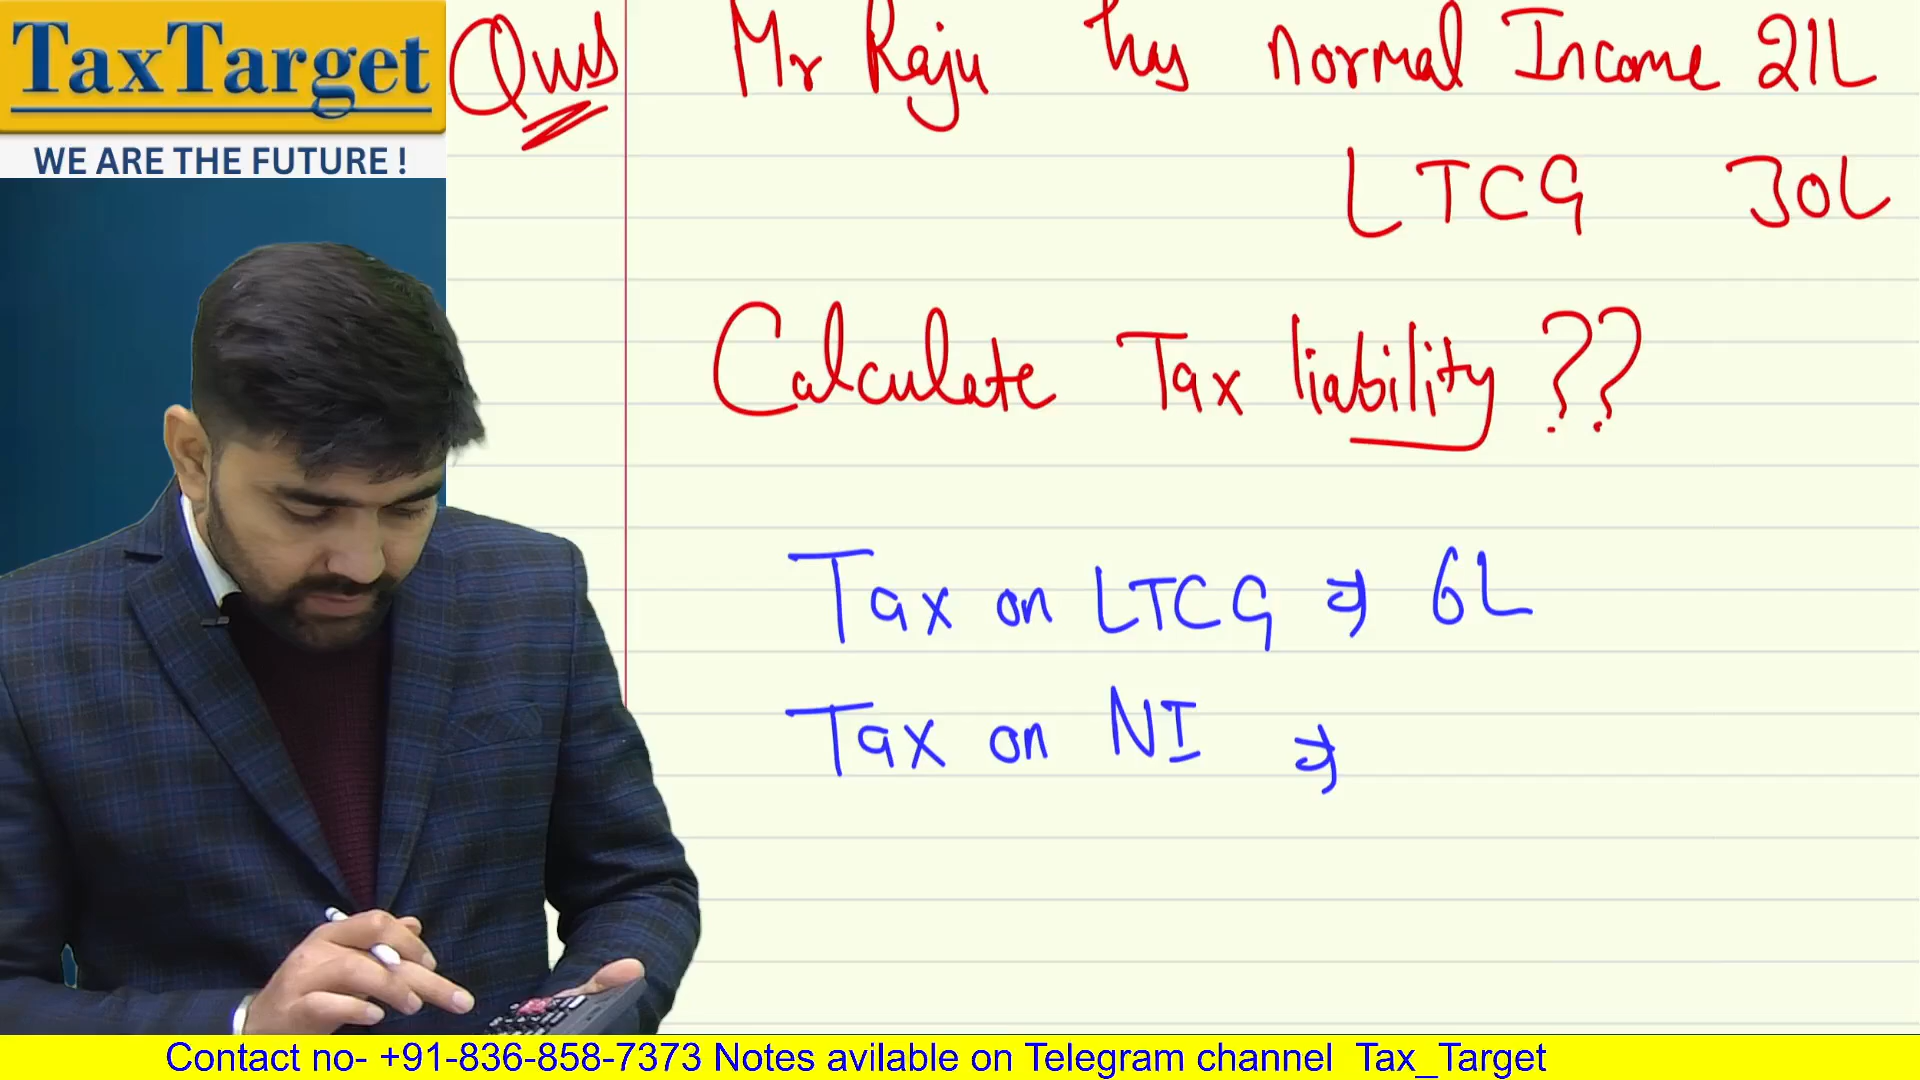 TaxTarget
WE ARE THE FUTURE !
Ques Mr Raju has normal Income 21L
LTCG 30L
Calculate Tax liability ??
Tax on LTCG ⇒ 6L
Tax on NI ⇒
Contact no- +91-836-858-7373 Notes avilable on Telegram channel Tax_Target